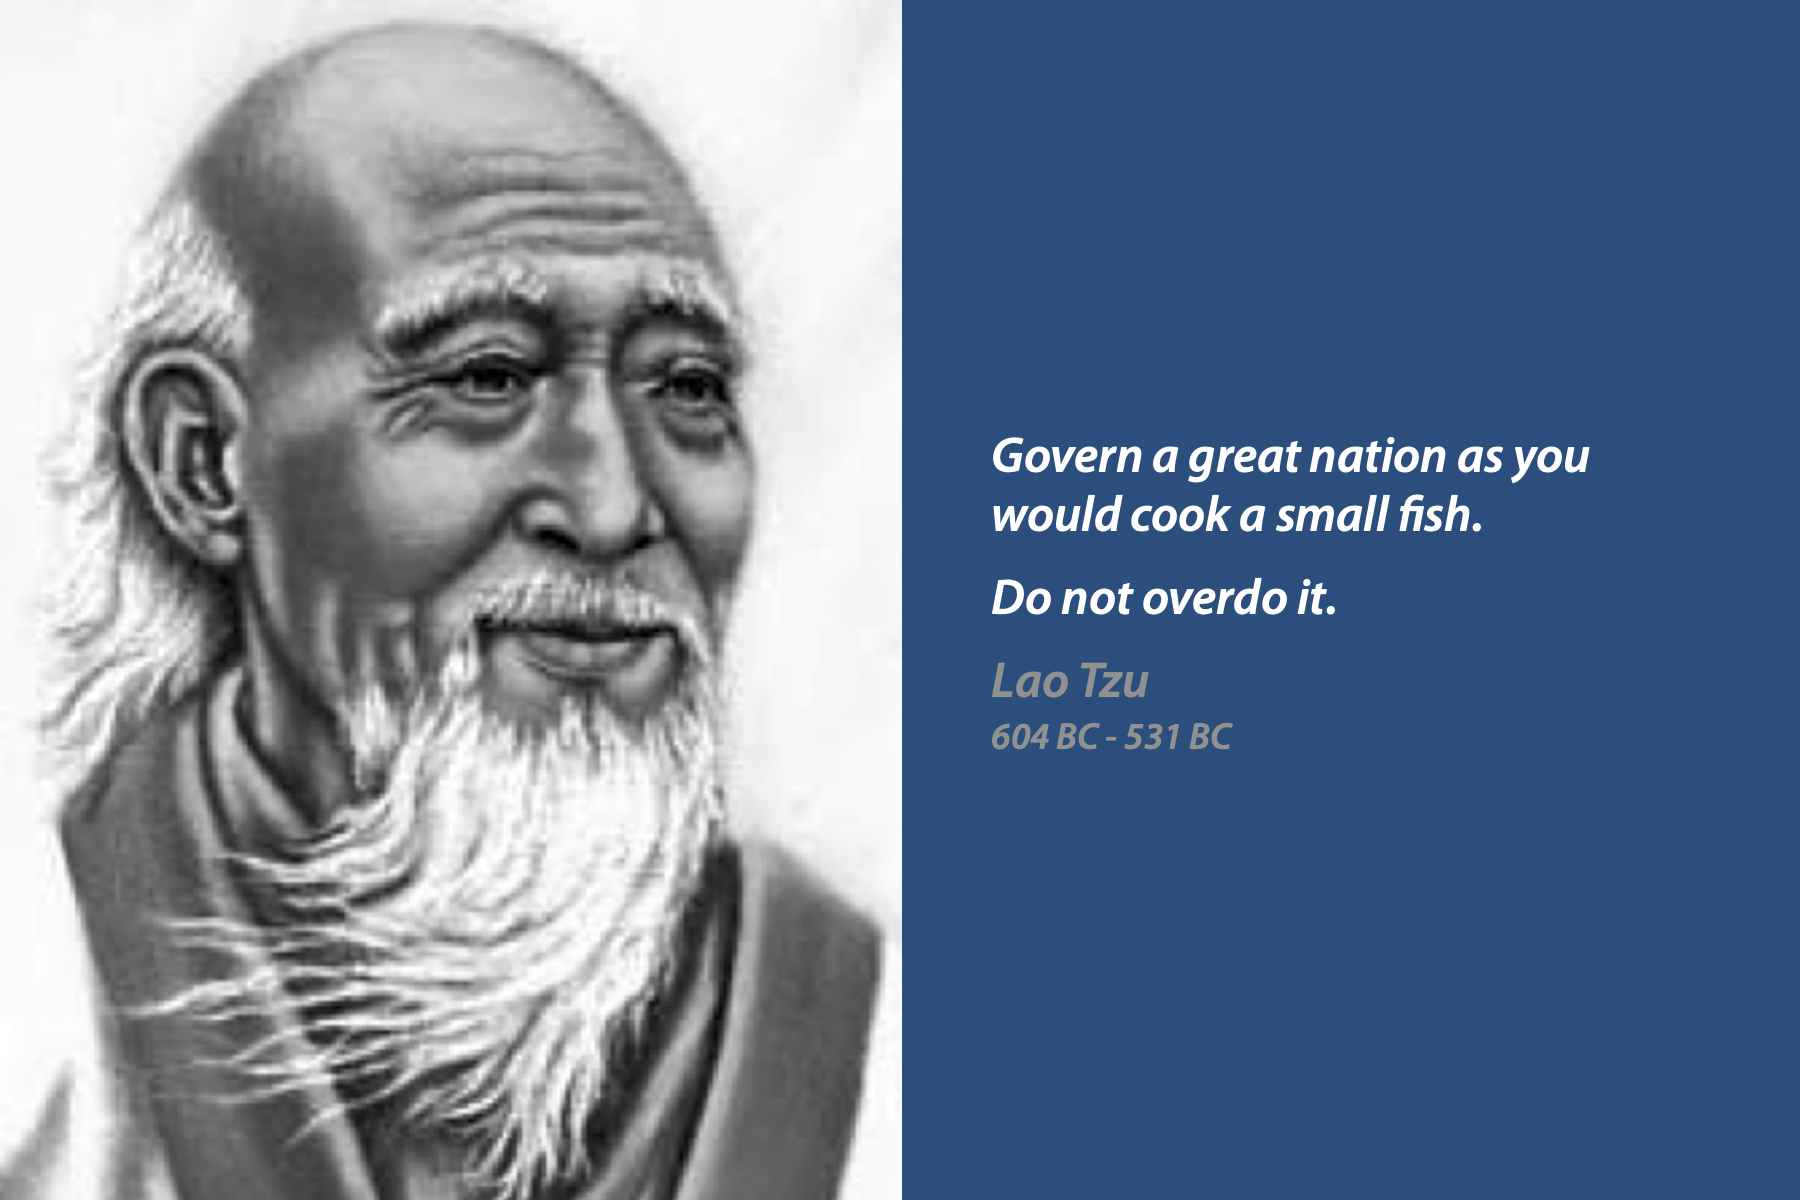 Govern a great nation as you
would cook a small fish.
Do not overdo it.
Lao Tzu
604 BC - 531 BC